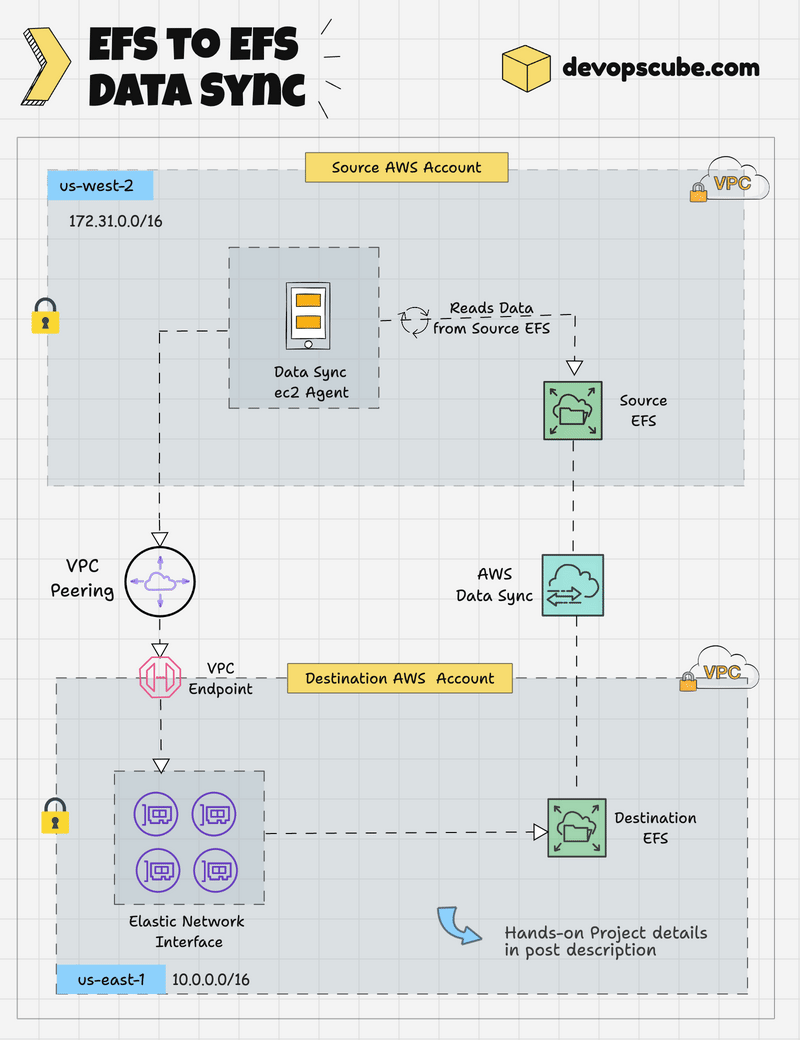 EFS TO EFS
DATA SYNC
devopscube.com
Source AWS Account
us-west-2
VPC
172.31.0.0/16
Reads Data
from Source EFS
Data Sync
ec2 Agent
Source
EFS
VPC
Peering
AWS
Data Sync
VPC
Endpoint
Destination AWS Account
VPC
Destination
EFS
Elastic Network
Interface
Hands-on Project details
in post description
us-east-1
10.0.0.0/16